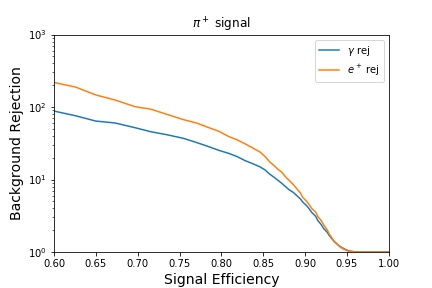 π⁺ signal
γ rej
e⁺ rej
Background Rejection
10³
10²
10¹
10⁰
0.60 0.65 0.70 0.75 0.80 0.85 0.90 0.95 1.00
Signal Efficiency